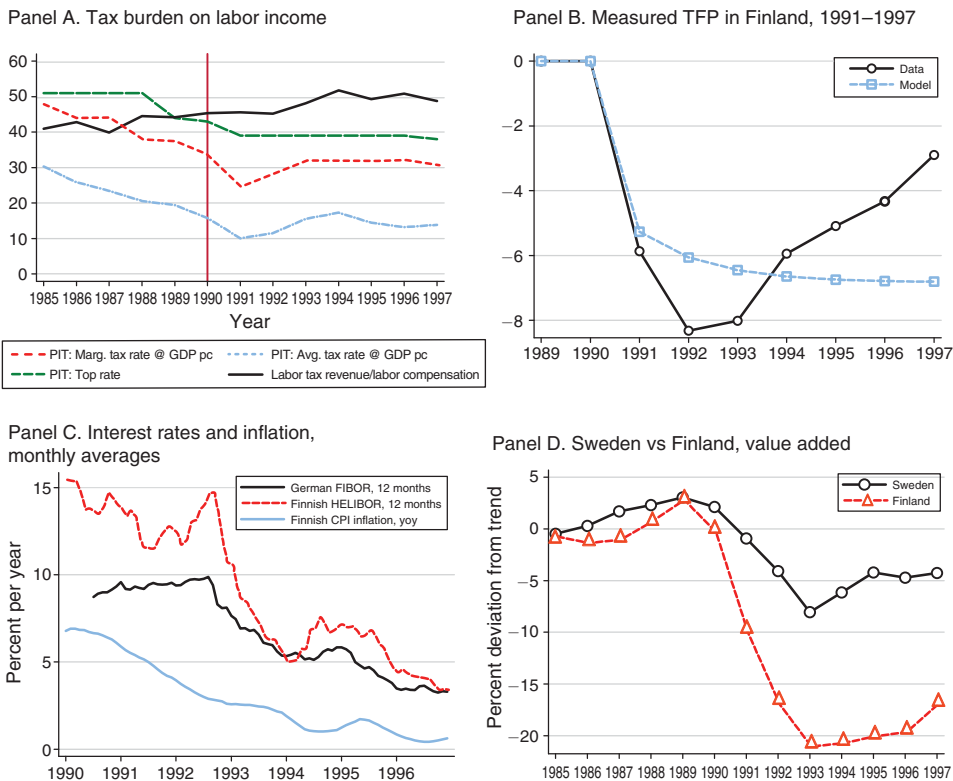 Panel A. Tax burden on labor income
60
50
40
30
20
10
0
1985 1986 1987 1988 1989 1990 1991 1992 1993 1994 1995 1996 1997
Year
PIT: Marg. tax rate @ GDP pc
PIT: Avg. tax rate @ GDP pc
PIT: Top rate
Labor tax revenue/labor compensation
Panel B. Measured TFP in Finland, 1991–1997
Data
Model
0
−2
−4
−6
−8
1989 1990 1991 1992 1993 1994 1995 1996 1997
Panel C. Interest rates and inflation,
monthly averages
German FIBOR, 12 months
Finnish HELIBOR, 12 months
Finnish CPI inflation, yoy
Percent per year
15
10
5
0
1990 1991 1992 1993 1994 1995 1996
Panel D. Sweden vs Finland, value added
Sweden
Finland
Percent deviation from trend
5
0
−5
−10
−15
−20
1985 1986 1987 1988 1989 1990 1991 1992 1993 1994 1995 1996 1997